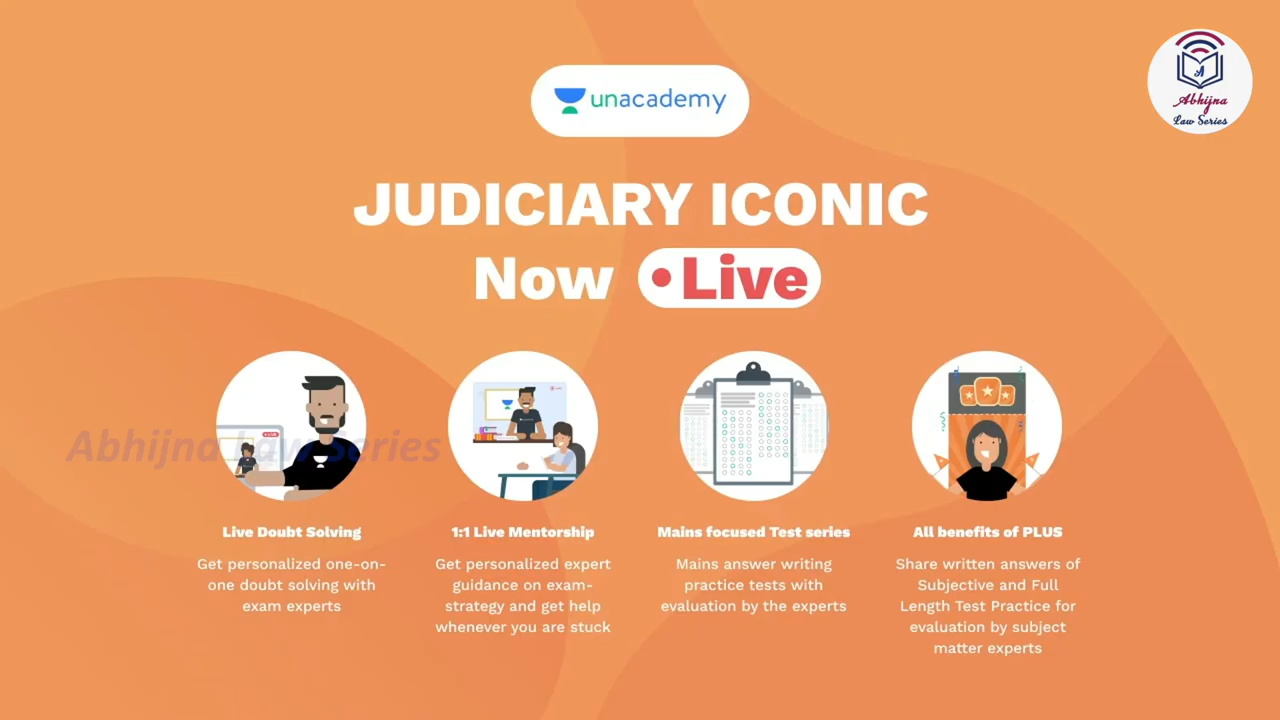 unacademy
A
Abhijna
Law Series
JUDICIARY ICONIC
Now • Live
Abhijna Law Series
Live Doubt Solving
Get personalized one-on-
one doubt solving with
exam experts
1:1 Live Mentorship
Get personalized expert
guidance on exam-
strategy and get help
whenever you are stuck
Mains focused Test series
Mains answer writing
practice tests with
evaluation by the experts
All benefits of PLUS
Share written answers of
Subjective and Full
Length Test Practice for
evaluation by subject
matter experts